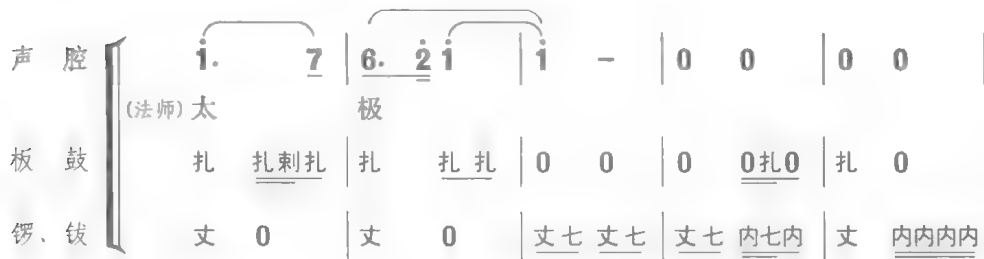 声腔 i. 7 | 6. 2̇ i | i - | 0 0 | 0 0 |
(法师) 太 极
板鼓 扎 扎剌扎 | 扎 扎扎 | 0 0 | 0 0扎0 | 扎 0
锣、钹 丈 0 | 丈 0 | 丈七 丈七 | 丈七 内七内 | 丈 内内内内